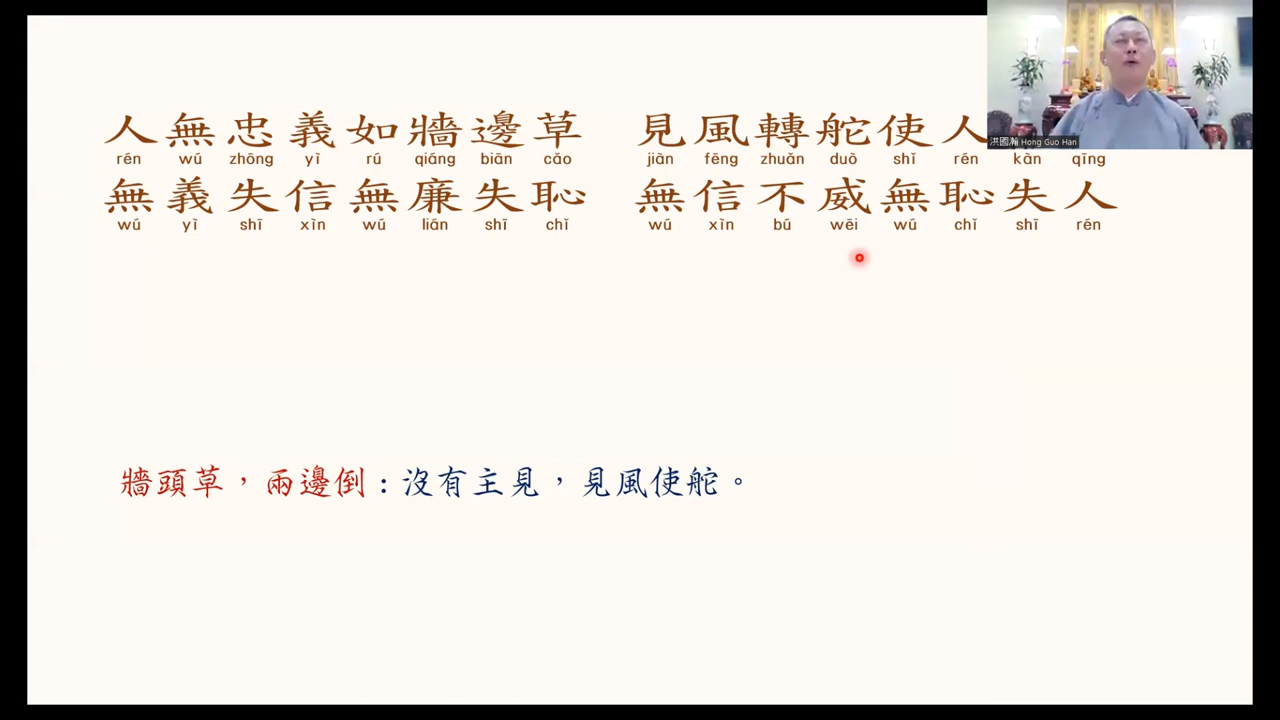 人無忠義如牆邊草 見風轉舵使人
rén wú zhōng yì rú qiáng biān cǎo jiàn fēng zhuǎn duò shǐ rén kàn qīng
無義失信無廉失恥 無信不威無恥失人
wú yì shī xìn wú lián shī chǐ wú xìn bú wēi wú chǐ shī rén
牆頭草，兩邊倒：沒有主見，見風使舵。
洪國瀚 Hong Guo Han